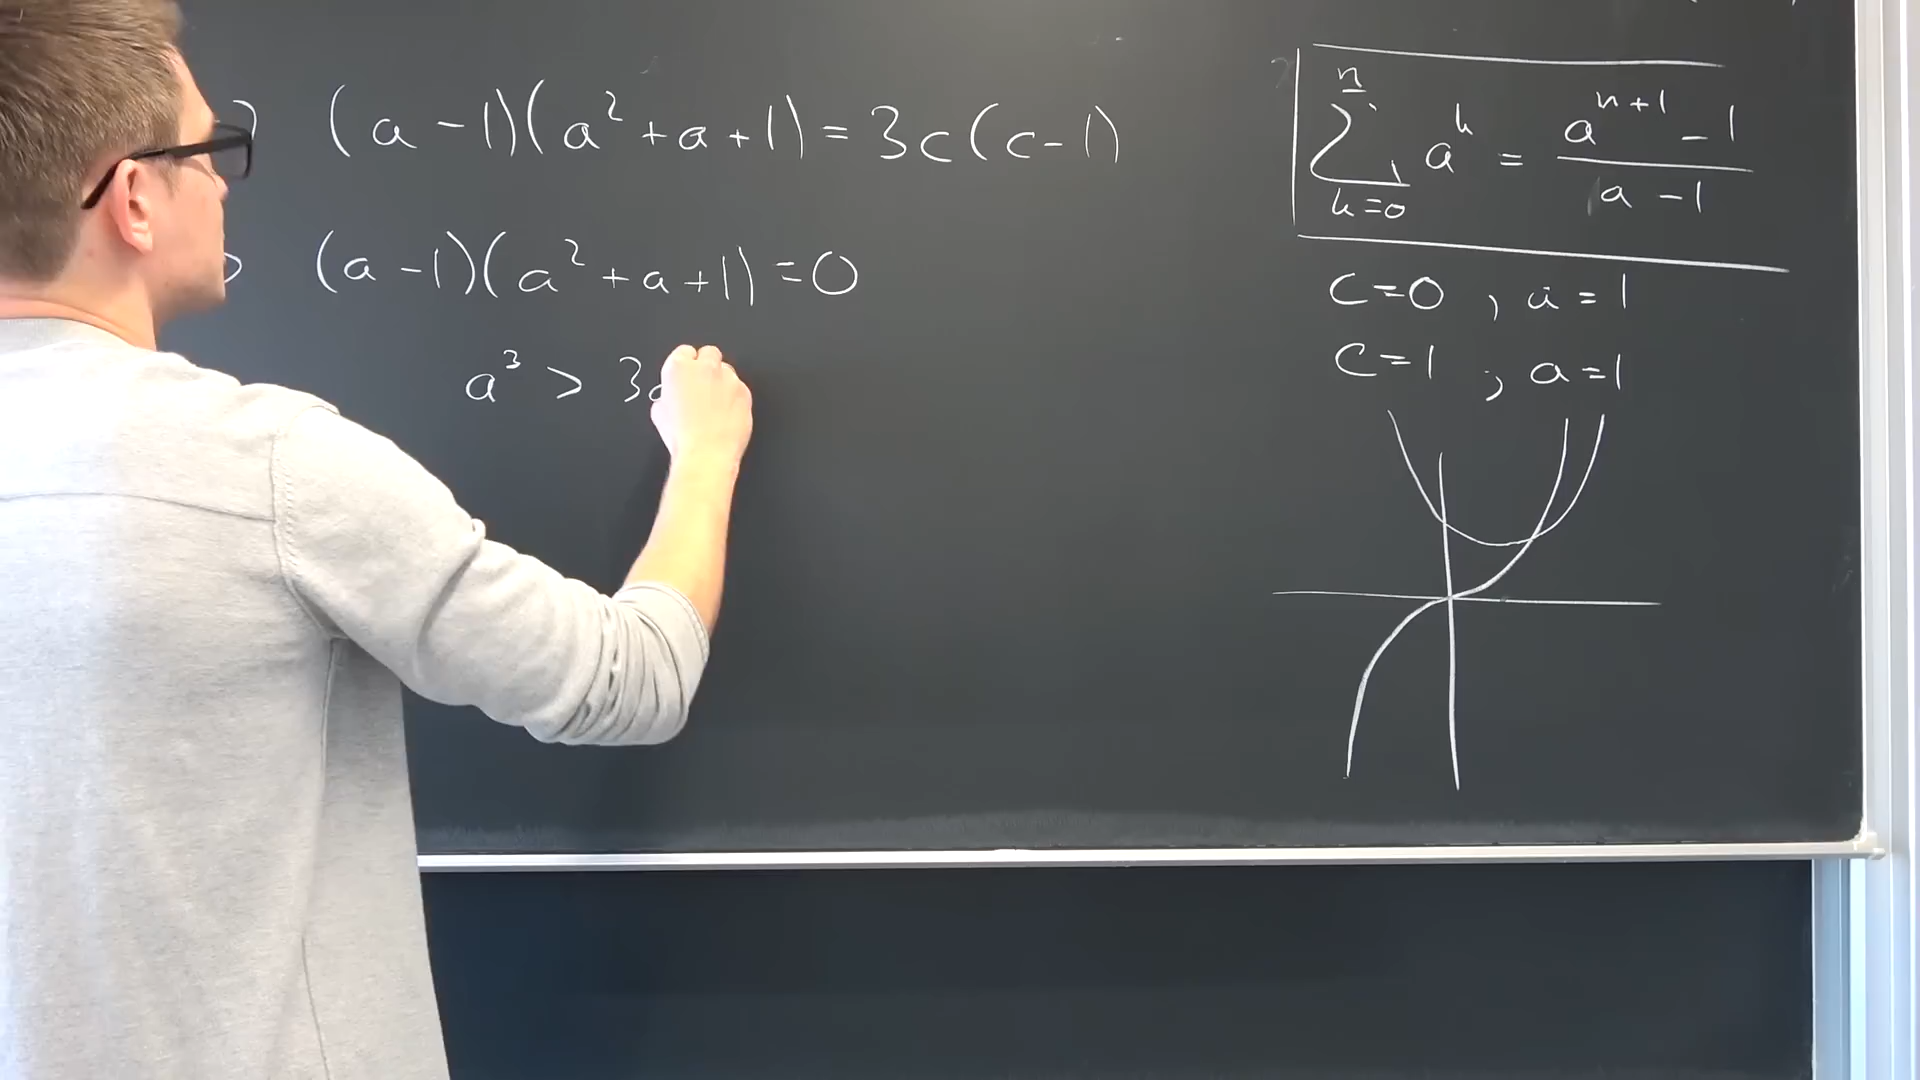 (a-1)(a²+a+1)=3c(c-1)
(a-1)(a²+a+1)=0
a³ > 3
n
∑ aᵏ = (aⁿ⁺¹-1)/(a-1)
k=0
c=0, a=1
c=1, a=1